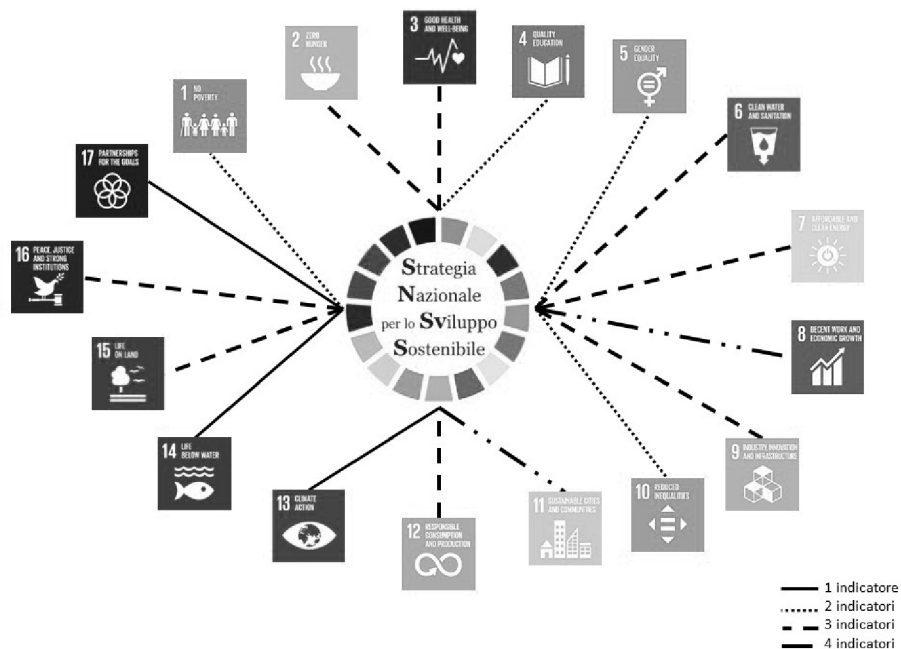 1 NO
POVERTY
2 ZERO
HUNGER
3 GOOD HEALTH
AND WELL-BEING
4 QUALITY
EDUCATION
5 GENDER
EQUALITY
6 CLEAN WATER
AND SANITATION
7 AFFORDABLE AND
CLEAN ENERGY
8 DECENT WORK AND
ECONOMIC GROWTH
9 INDUSTRY, INNOVATION
AND INFRASTRUCTURE
10 REDUCED
INEQUALITIES
11 SUSTAINABLE CITIES
AND COMMUNITIES
12 RESPONSIBLE
CONSUMPTION
AND PRODUCTION
13 CLIMATE
ACTION
14 LIFE
BELOW WATER
15 LIFE
ON LAND
16 PEACE, JUSTICE
AND STRONG
INSTITUTIONS
17 PARTNERSHIPS
FOR THE GOALS
Strategia
Nazionale
per lo Sviluppo
Sostenibile
1 indicatore
2 indicatori
3 indicatori
4 indicatori